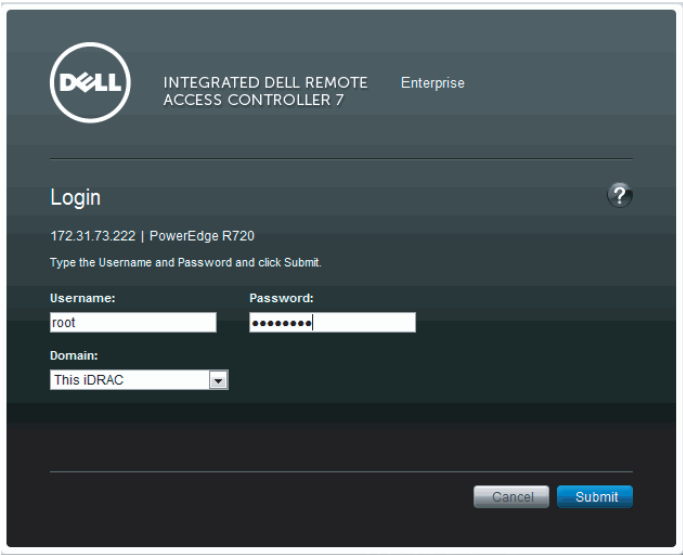 DELL
INTEGRATED DELL REMOTE Enterprise
ACCESS CONTROLLER 7
Login
?
172.31.73.222 | PowerEdge R720
Type the Username and Password and click Submit.
Username: Password:
root ••••••••
Domain:
This iDRAC
Cancel Submit